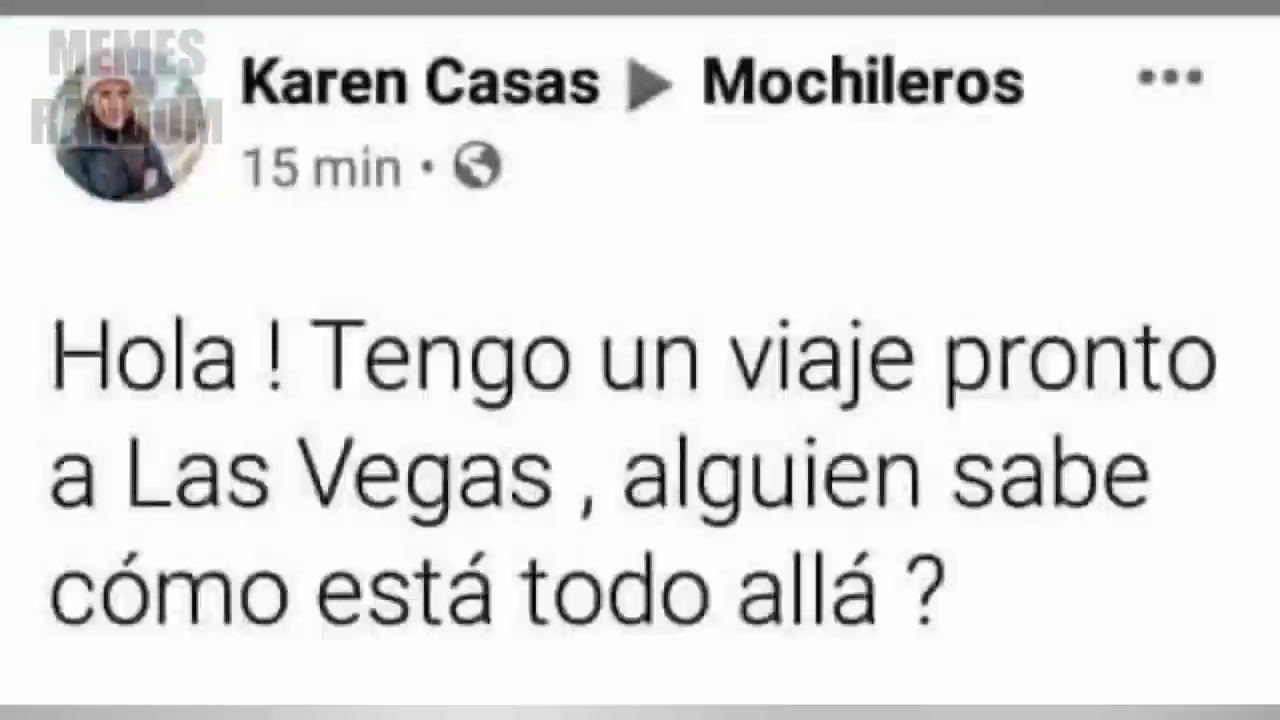 MEMES
RANDOM
Karen Casas ▶ Mochileros
15 min
Hola ! Tengo un viaje pronto
a Las Vegas , alguien sabe
cómo está todo allá ?